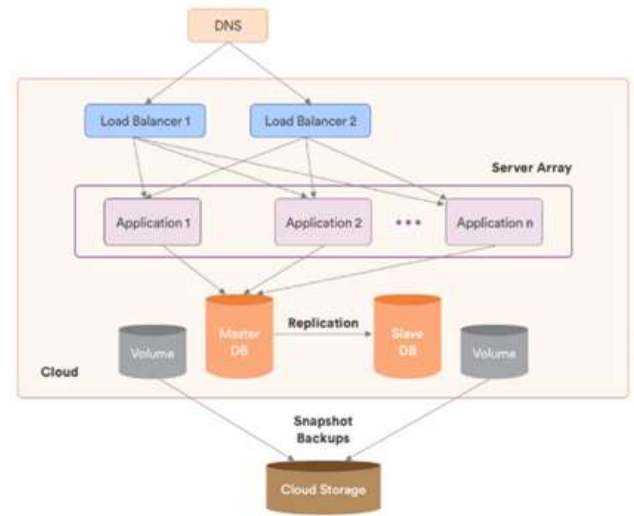 DNS
Load Balancer 1
Load Balancer 2
Server Array
Application 1
Application 2
Application n
Master
DB
Replication
Slave
DB
Volume
Volume
Cloud
Snapshot
Backups
Cloud Storage